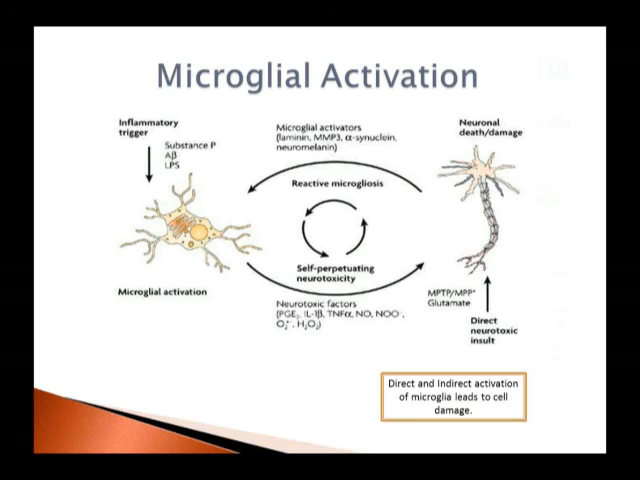 Microglial Activation
Inflammatory
trigger
Substance P
Aβ
LPS
Microglial activators
(laminin, MMP3, α-synuclein,
neuromelanin)
Neuronal
death/damage
Reactive microgliosis
Self-perpetuating
neurotoxicity
Microglial activation
Neurotoxic factors
(PGE₂, IL-1β, TNFα, NO, NOO⁻,
O₂•⁻, H₂O₂)
MPTP/MPP⁺
Glutamate
Direct
neurotoxic
insult
Direct and Indirect activation
of microglia leads to cell
damage.